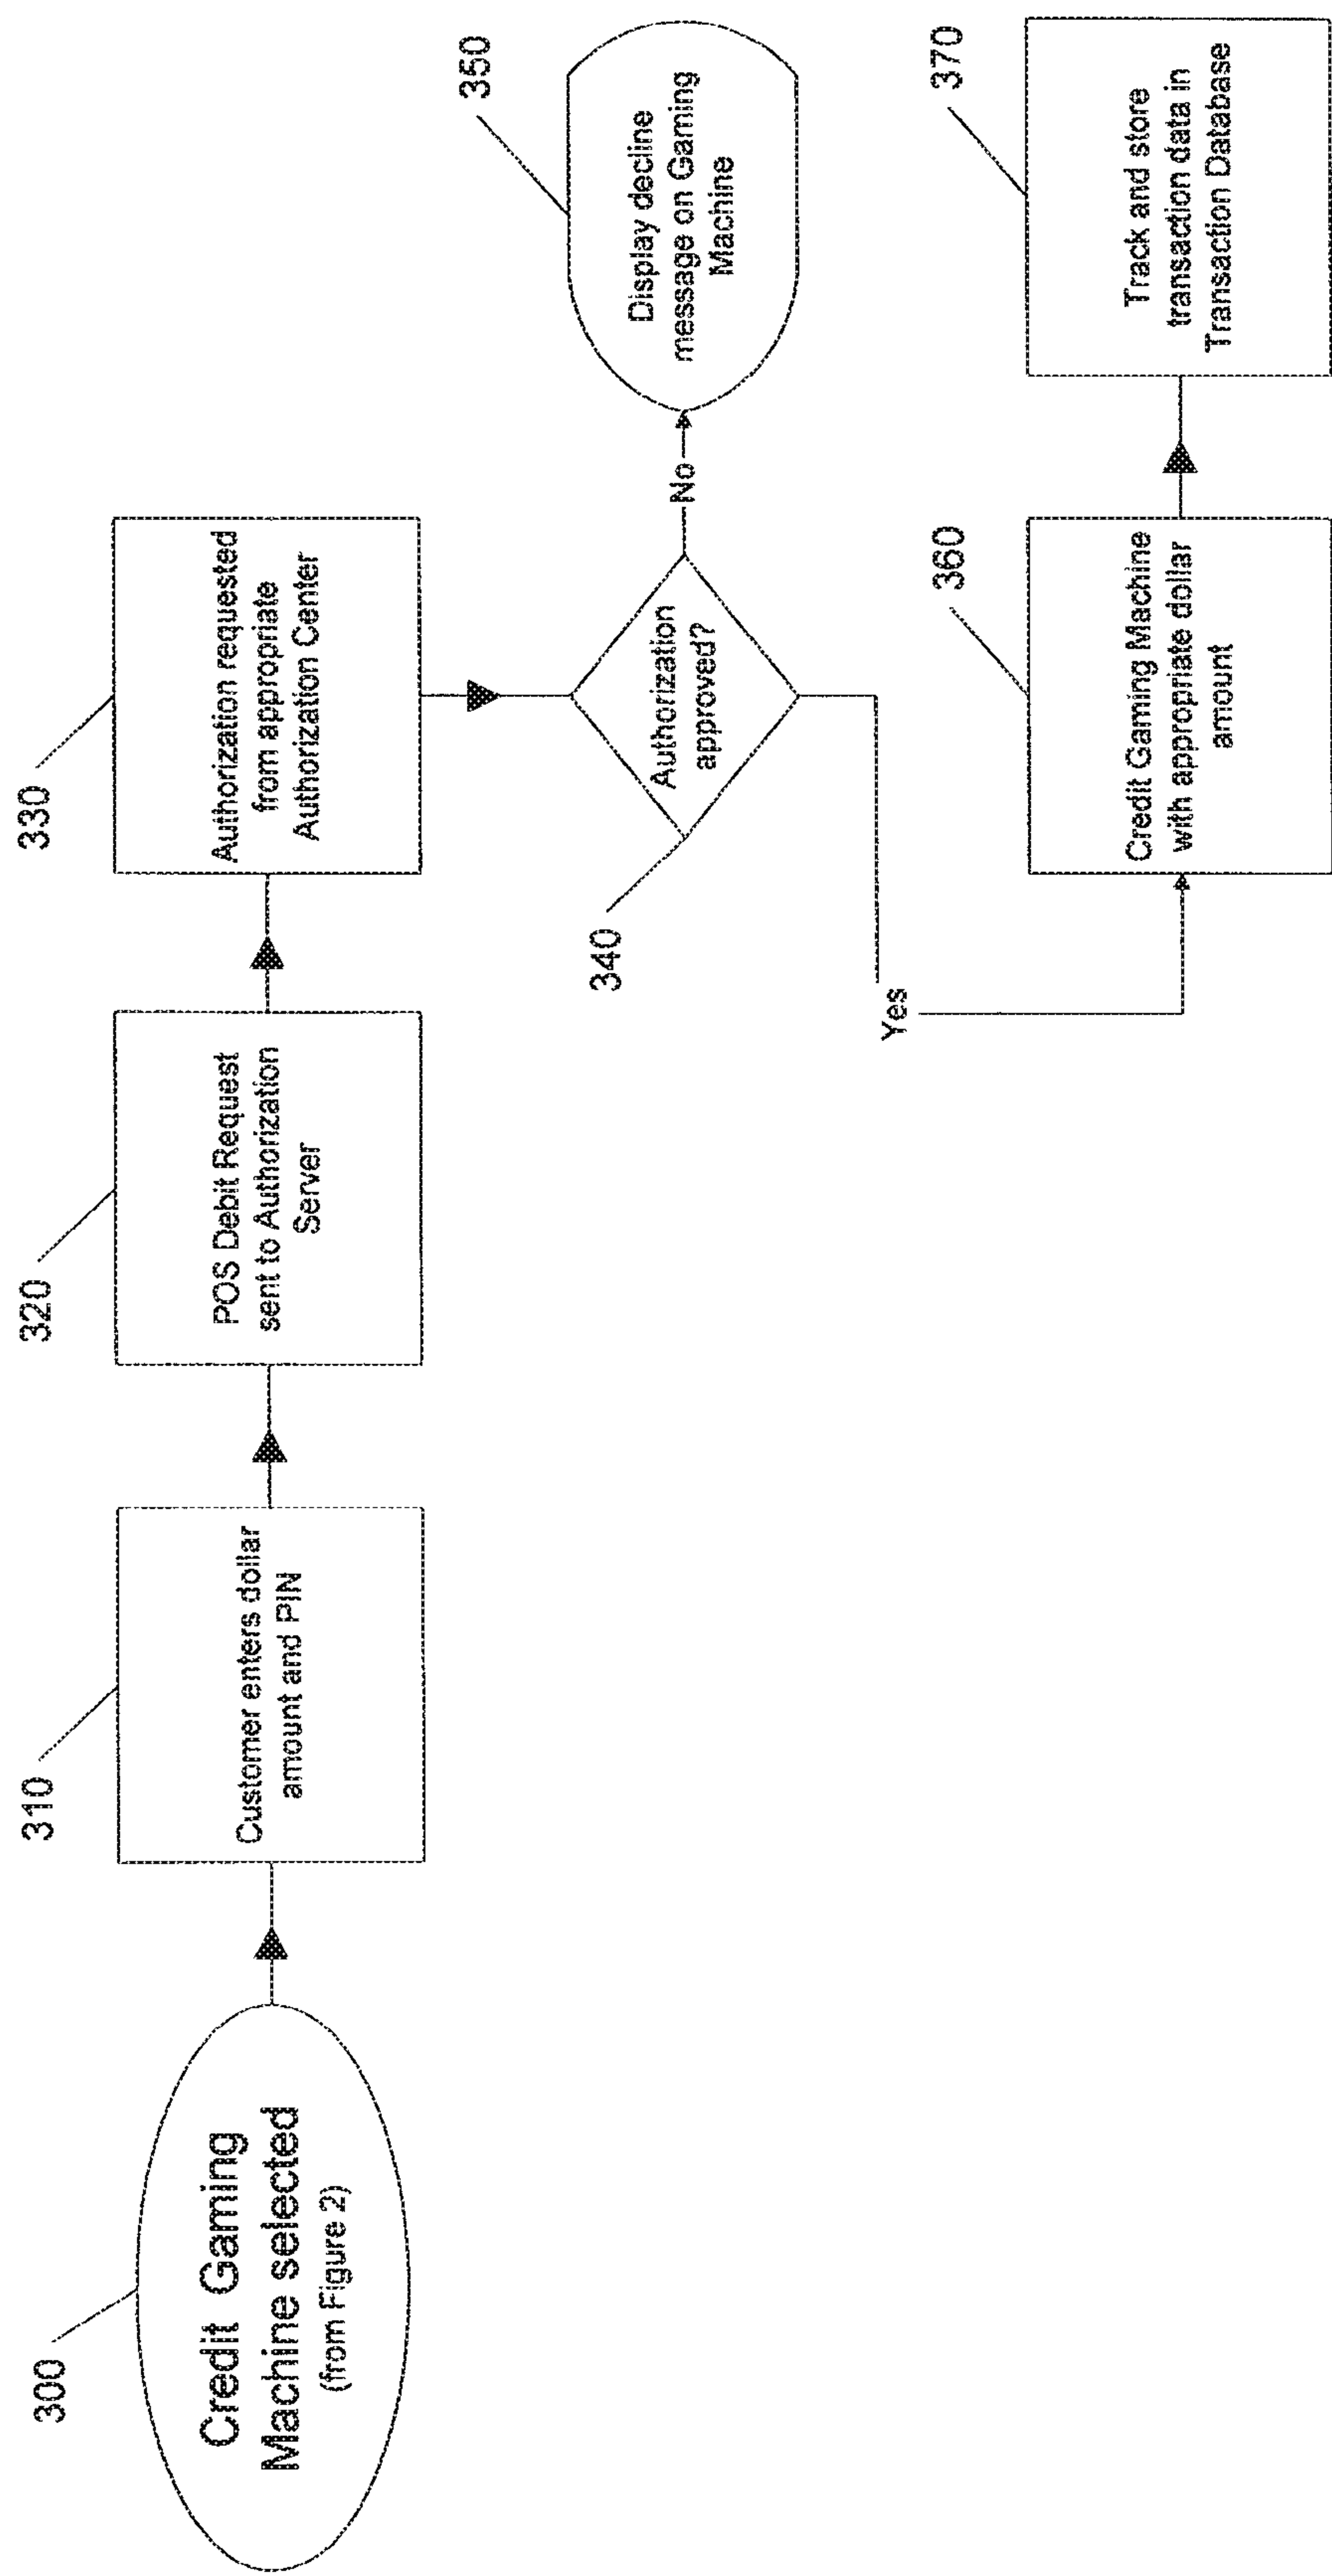 300
Credit Gaming
Machine selected
(from Figure 2)
310
Customer enters dollar
amount and PIN
320
POS Debit Request
sent to Authorization
Server
330
Authorization requested
from appropriate
Authorization Center
340
Authorization
approved?
No
350
Display decline
message on Gaming
Machine
Yes
360
Credit Gaming Machine
with appropriate dollar
amount
370
Track and store
transaction data in
Transaction Database